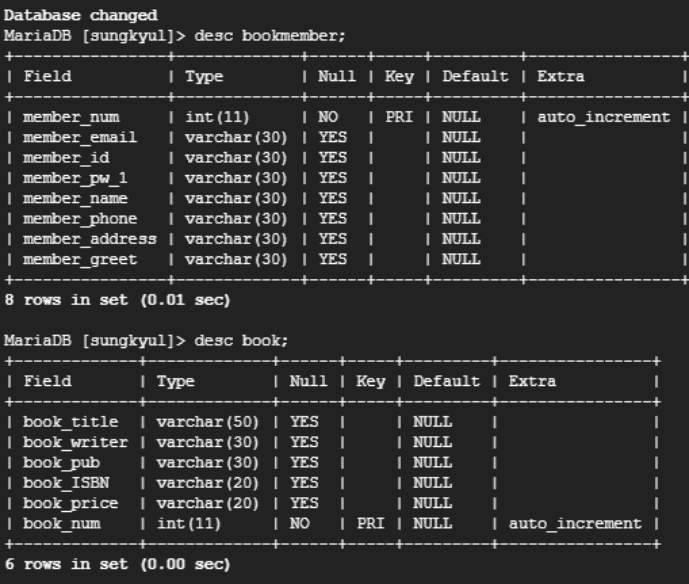 Database changed
MariaDB [sungkyul]> desc bookmember;
+----------------+-------------+------+-----+---------+----------------+
| Field          | Type        | Null | Key | Default | Extra          |
+----------------+-------------+------+-----+---------+----------------+
| member_num     | int(11)     | NO   | PRI | NULL    | auto_increment |
| member_email   | varchar(30) | YES  |     | NULL    |                |
| member_id      | varchar(30) | YES  |     | NULL    |                |
| member_pw_1    | varchar(30) | YES  |     | NULL    |                |
| member_name    | varchar(30) | YES  |     | NULL    |                |
| member_phone   | varchar(30) | YES  |     | NULL    |                |
| member_address | varchar(30) | YES  |     | NULL    |                |
| member_greet   | varchar(30) | YES  |     | NULL    |                |
+----------------+-------------+------+-----+---------+----------------+
8 rows in set (0.01 sec)
MariaDB [sungkyul]> desc book;
+-------------+-------------+------+-----+---------+----------------+
| Field       | Type        | Null | Key | Default | Extra          |
+-------------+-------------+------+-----+---------+----------------+
| book_title  | varchar(50) | YES  |     | NULL    |                |
| book_writer | varchar(30) | YES  |     | NULL    |                |
| book_pub    | varchar(30) | YES  |     | NULL    |                |
| book_ISBN   | varchar(20) | YES  |     | NULL    |                |
| book_price  | varchar(20) | YES  |     | NULL    |                |
| book_num    | int(11)     | NO   | PRI | NULL    | auto_increment |
+-------------+-------------+------+-----+---------+----------------+
6 rows in set (0.00 sec)